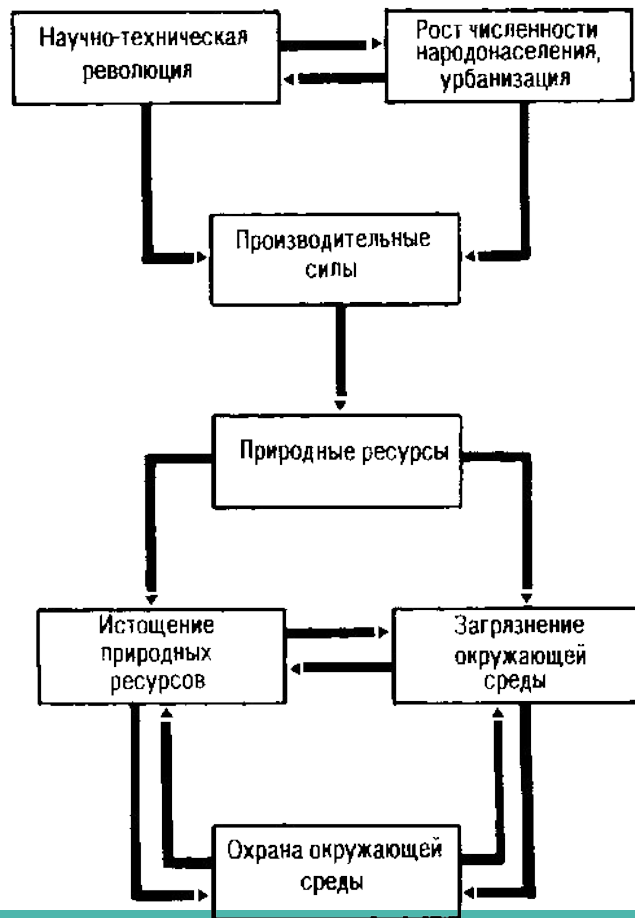 Научно-техническая
революция
Рост численности
народонаселения,
урбанизация
Производительные
силы
Природные ресурсы
Истощение
природных
ресурсов
Загрязнение
окружающей
среды
Охрана окружающей
среды